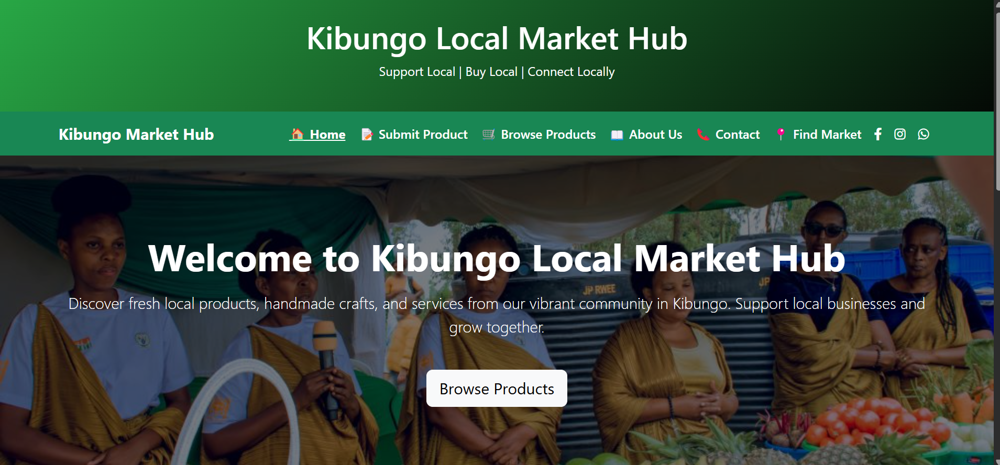 Kibungo Local Market Hub
Support Local | Buy Local | Connect Locally
Kibungo Market Hub
Home
Submit Product
Browse Products
About Us
Contact
Find Market
Welcome to Kibungo Local Market Hub
JP RWEE
JP
Discover fresh local products, handmade crafts, and services from our vibrant community in Kibungo. Support local businesses and
grow together.
Browse Products